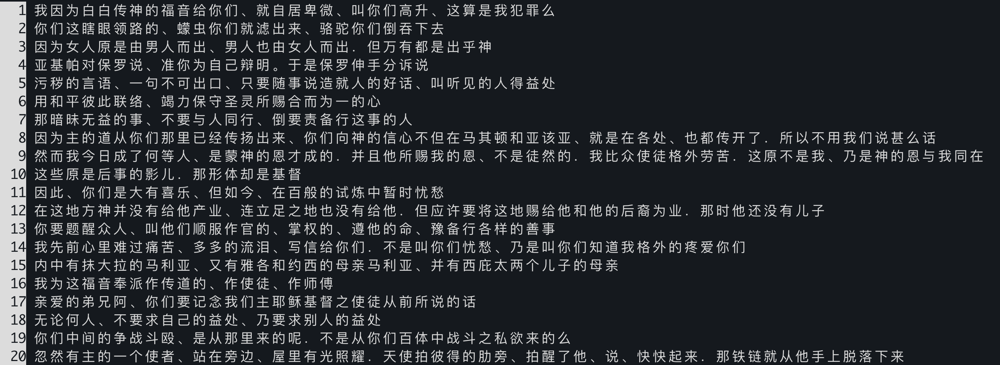 1 我因为白白传神的福音给你们、就自居卑微、叫你们高升、这算是我犯罪么
2 你们这瞎眼领路的、蠓虫你们就滤出来、骆驼你们倒吞下去
3 因为女人原是由男人而出、男人也由女人而出．但万有都是出乎神
4 亚基帕对保罗说、准你为自己辩明。于是保罗伸手分诉说
5 污秽的言语、一句不可出口、只要随事说造就人的好话、叫听见的人得益处
6 用和平彼此联络、竭力保守圣灵所赐合而为一的心
7 那暗昧无益的事、不要与人同行、倒要责备行这事的人
8 因为主的道从你们那里已经传扬出来、你们向神的信心不但在马其顿和亚该亚、就是在各处、也都传开了．所以不用我们说甚么话
9 然而我今日成了何等人、是蒙神的恩才成的．并且他所赐我的恩、不是徒然的．我比众使徒格外劳苦．这原不是我、乃是神的恩与我同在
10 这些原是后事的影儿．那形体却是基督
11 因此、你们是大有喜乐、但如今、在百般的试炼中暂时忧愁
12 在这地方神并没有给他产业、连立足之地也没有给他．但应许要将这地赐给他和他的后裔为业．那时他还没有儿子
13 你要题醒众人、叫他们顺服作官的、掌权的、遵他的命、豫备行各样的善事
14 我先前心里难过痛苦、多多的流泪、写信给你们．不是叫你们忧愁、乃是叫你们知道我格外的疼爱你们
15 内中有抹大拉的马利亚、又有雅各和约西的母亲马利亚、并有西庇太两个儿子的母亲
16 我为这福音奉派作传道的、作使徒、作师傅
17 亲爱的弟兄阿、你们要记念我们主耶稣基督之使徒从前所说的话
18 无论何人、不要求自己的益处、乃要求别人的益处
19 你们中间的争战斗殴、是从那里来的呢．不是从你们百体中战斗之私欲来的么
20 忽然有主的一个使者、站在旁边、屋里有光照耀．天使拍彼得的肋旁、拍醒了他、说、快快起来．那铁链就从他手上脱落下来